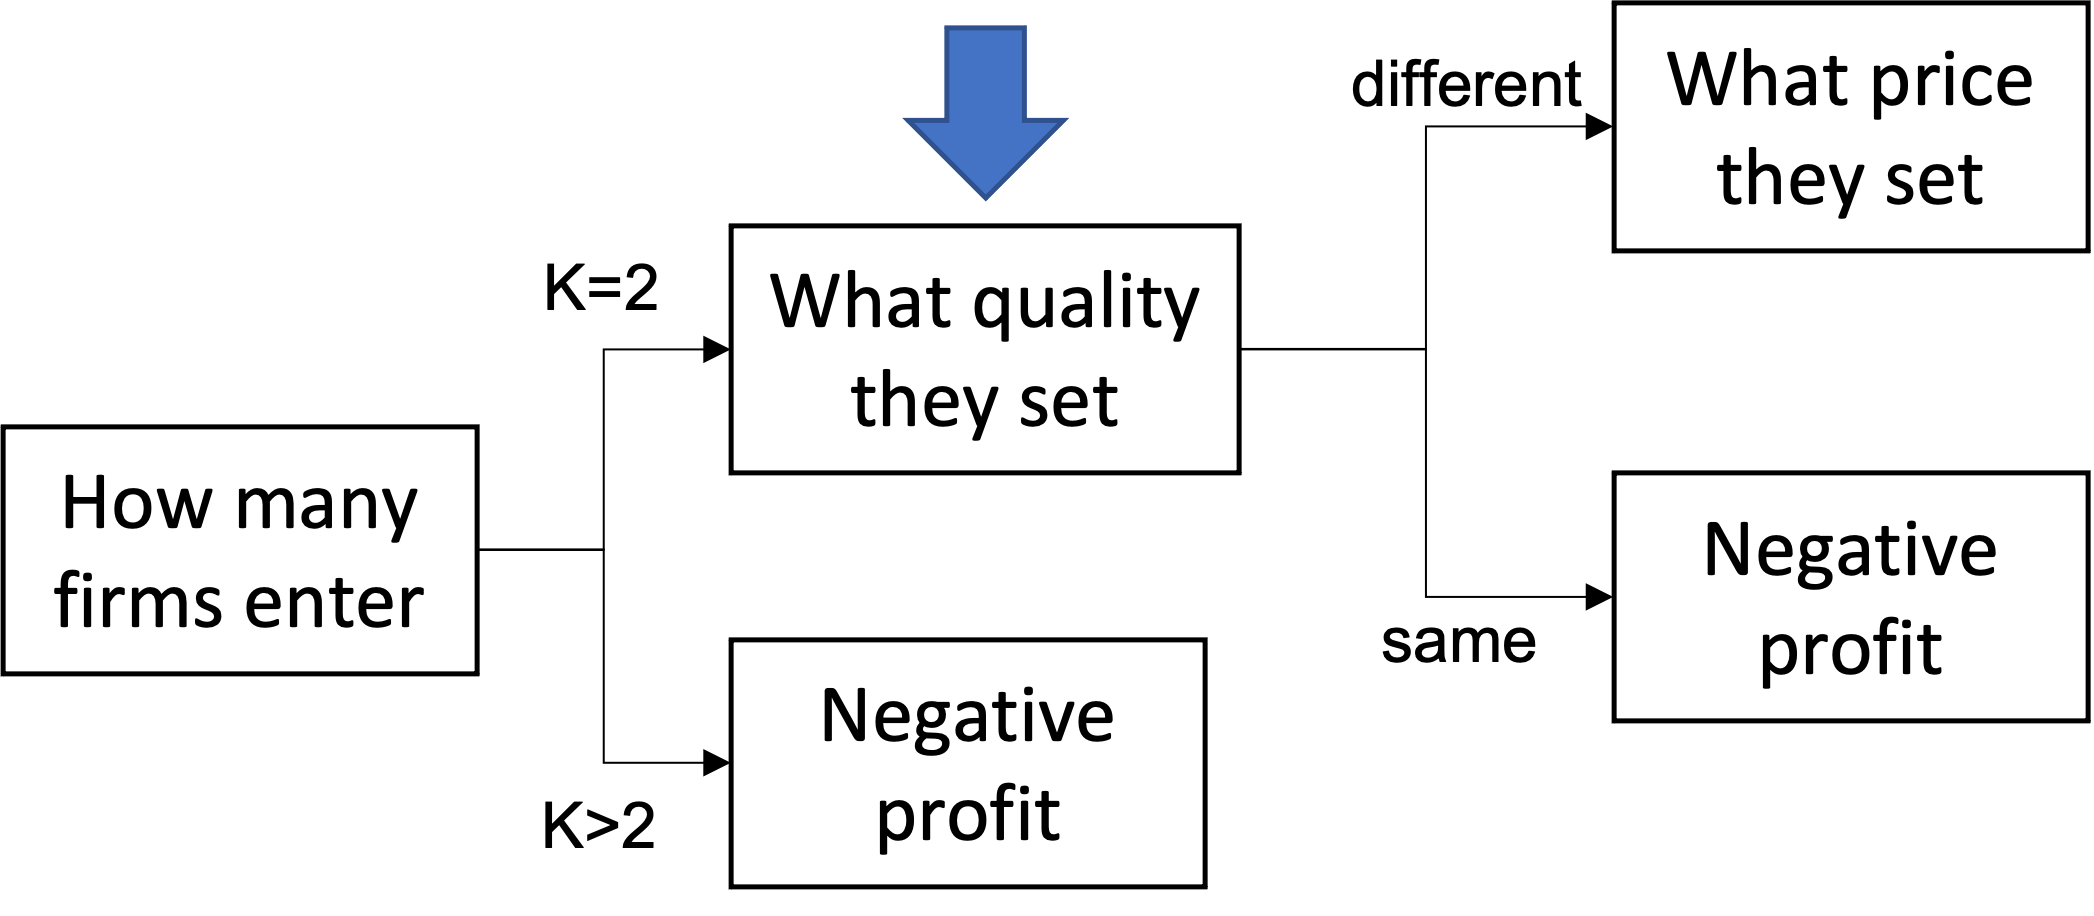 How many
firms enter
K=2
What quality
they set
K>2
Negative
profit
different
What price
they set
same
Negative
profit